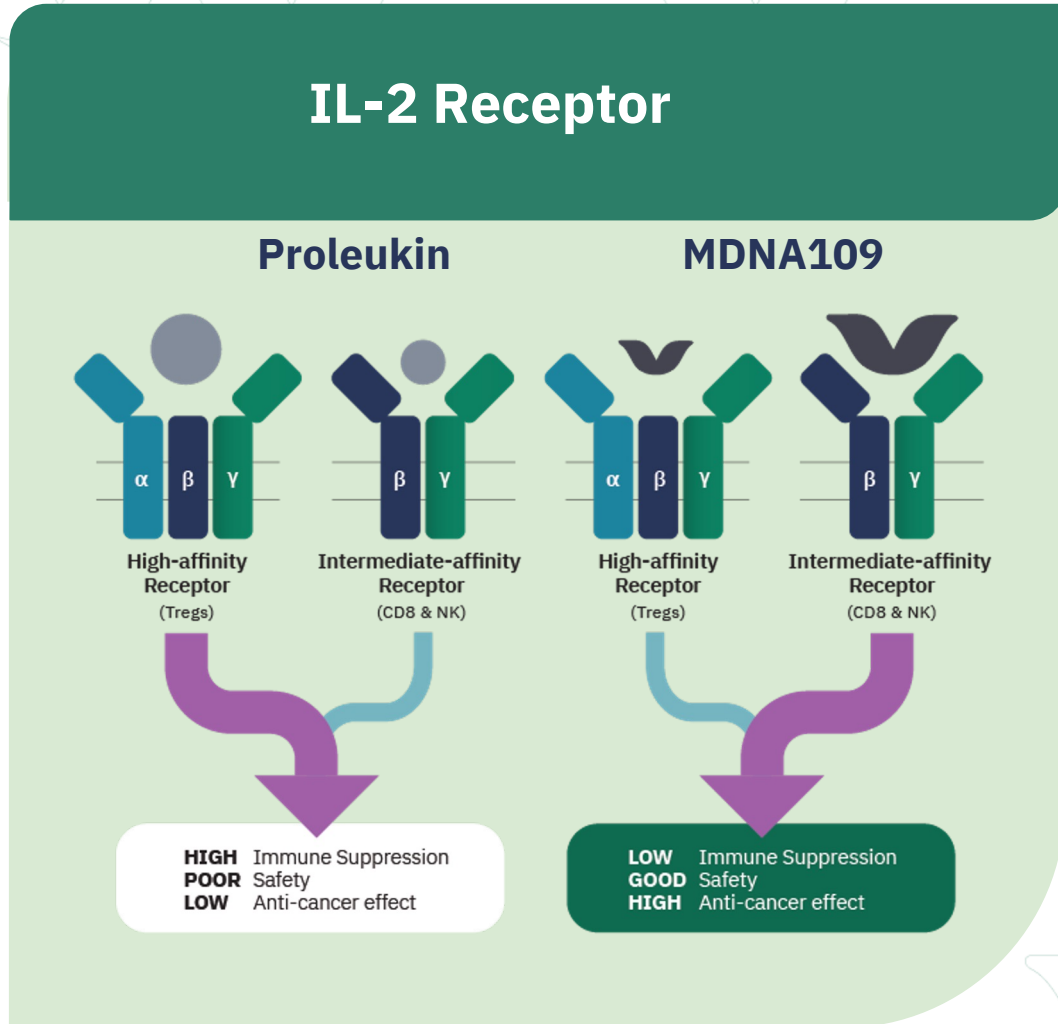 IL-2 Receptor
Proleukin
MDNA109
α β γ
β γ
α β γ
β γ
High-affinity
Receptor
(Tregs)
Intermediate-affinity
Receptor
(CD8 & NK)
High-affinity
Receptor
(Tregs)
Intermediate-affinity
Receptor
(CD8 & NK)
HIGH Immune Suppression
POOR Safety
LOW Anti-cancer effect
LOW Immune Suppression
GOOD Safety
HIGH Anti-cancer effect